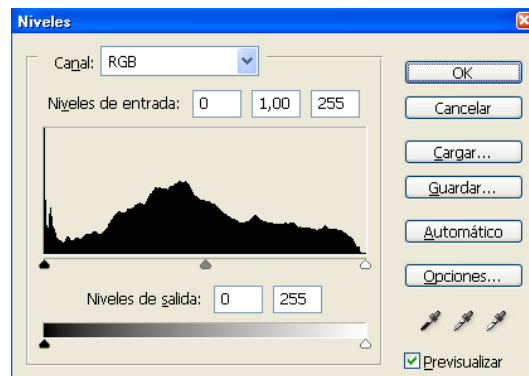 Niveles
Canal: RGB
Niveles de entrada: 0 1,00 255
Niveles de salida: 0 255
OK
Cancelar
Cargar...
Guardar...
Automático
Opciones...
Previsualizar